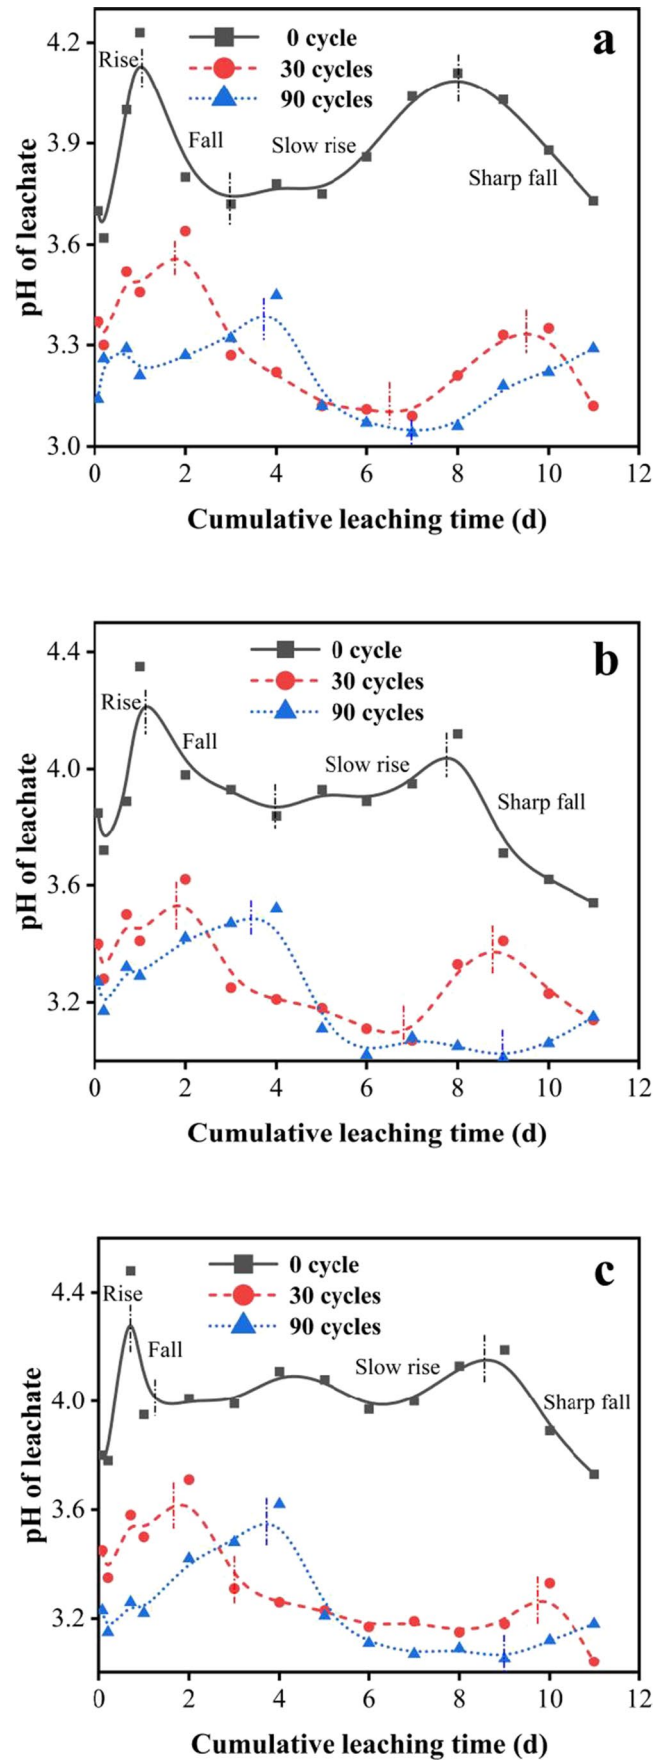 a
0 cycle
30 cycles
90 cycles
Rise
Fall
Slow rise
Sharp fall
4.2
3.9
3.6
3.3
3.0
pH of leachate
0 2 4 6 8 10 12
Cumulative leaching time (d)
b
0 cycle
30 cycles
90 cycles
Rise
Fall
Slow rise
Sharp fall
4.4
4.0
3.6
3.2
pH of leachate
0 2 4 6 8 10 12
Cumulative leaching time (d)
c
0 cycle
30 cycles
90 cycles
Rise
Fall
Slow rise
Sharp fall
4.4
4.0
3.6
3.2
pH of leachate
0 2 4 6 8 10 12
Cumulative leaching time (d)